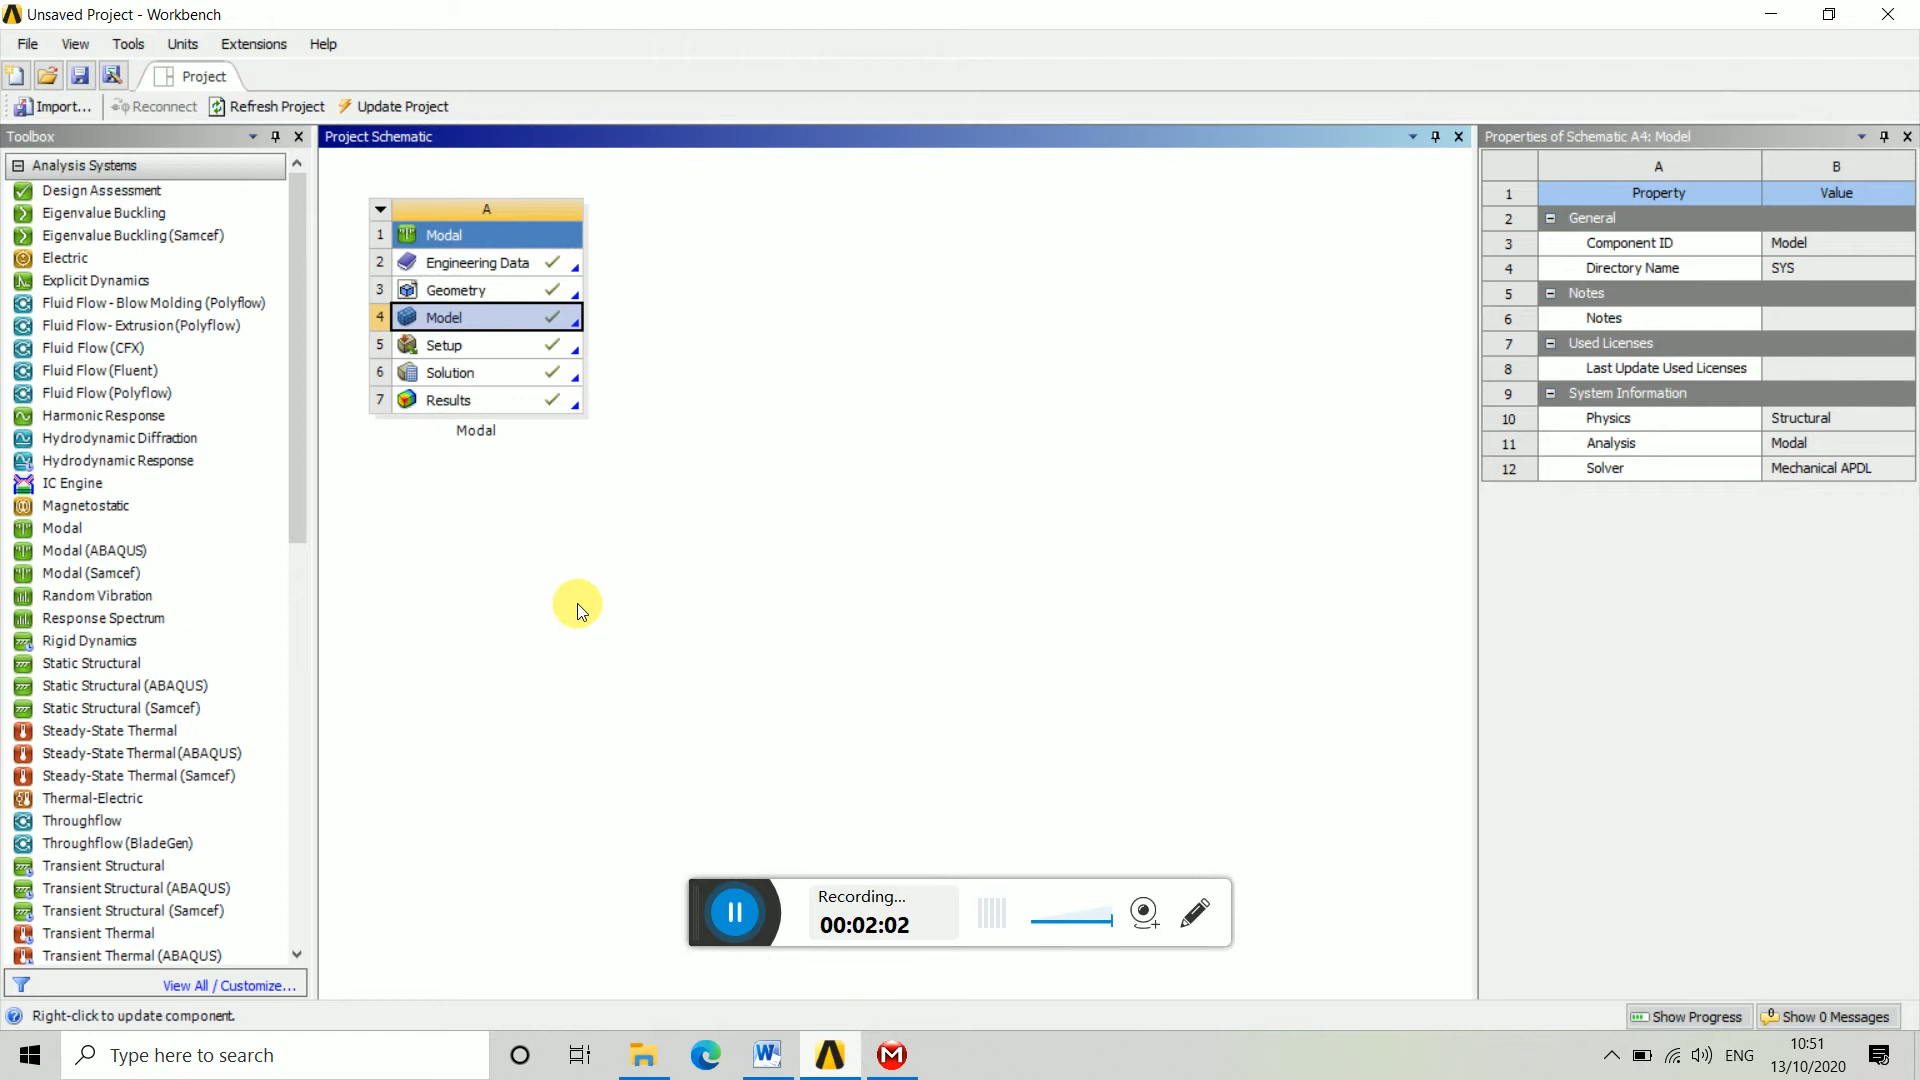 Unsaved Project - Workbench
File View Tools Units Extensions Help
Project
Import... Reconnect Refresh Project Update Project
Toolbox
Analysis Systems
Design Assessment
Eigenvalue Buckling
Eigenvalue Buckling (Samcef)
Electric
Explicit Dynamics
Fluid Flow - Blow Molding (Polyflow)
Fluid Flow - Extrusion (Polyflow)
Fluid Flow (CFX)
Fluid Flow (Fluent)
Fluid Flow (Polyflow)
Harmonic Response
Hydrodynamic Diffraction
Hydrodynamic Response
IC Engine
Magnetostatic
Modal
Modal (ABAQUS)
Modal (Samcef)
Random Vibration
Response Spectrum
Rigid Dynamics
Static Structural
Static Structural (ABAQUS)
Static Structural (Samcef)
Steady-State Thermal
Steady-State Thermal (ABAQUS)
Steady-State Thermal (Samcef)
Thermal-Electric
Throughflow
Throughflow (BladeGen)
Transient Structural
Transient Structural (ABAQUS)
Transient Structural (Samcef)
Transient Thermal
Transient Thermal (ABAQUS)
View All / Customize...
Project Schematic
A
1 Modal
2 Engineering Data
3 Geometry
4 Model
5 Setup
6 Solution
7 Results
Modal
Recording...
00:02:02
Properties of Schematic A4: Model
A B
1 Property Value
2 General
3 Component ID Model
4 Directory Name SYS
5 Notes
6 Notes
7 Used Licenses
8 Last Update Used Licenses
9 System Information
10 Physics Structural
11 Analysis Modal
12 Solver Mechanical APDL
Right-click to update component.
Show Progress Show 0 Messages
Type here to search
ENG
10:51
13/10/2020